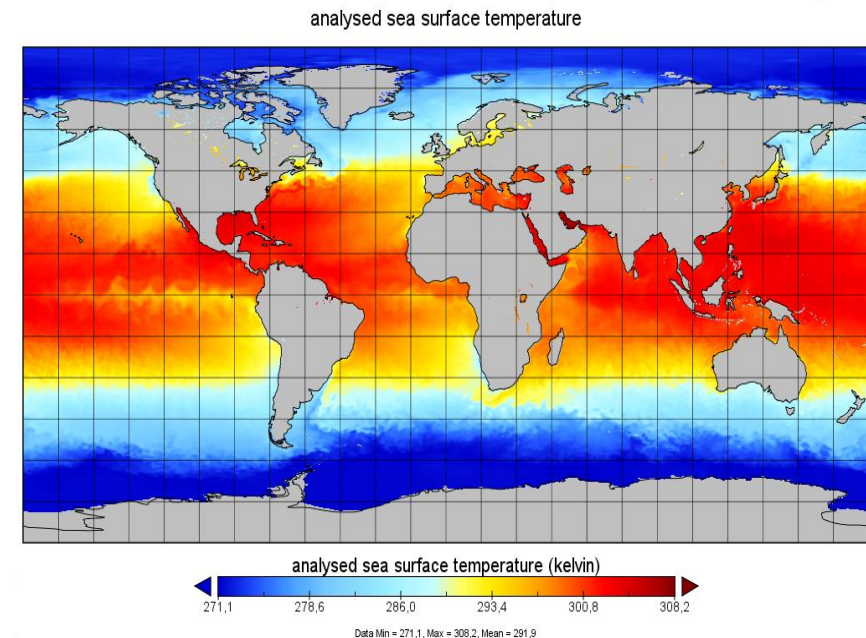 analysed sea surface temperature
analysed sea surface temperature (kelvin)
271,1 278,6 286,0 293,4 300,8 308,2
Data Min = 271,1, Max = 308,2, Mean = 291,9